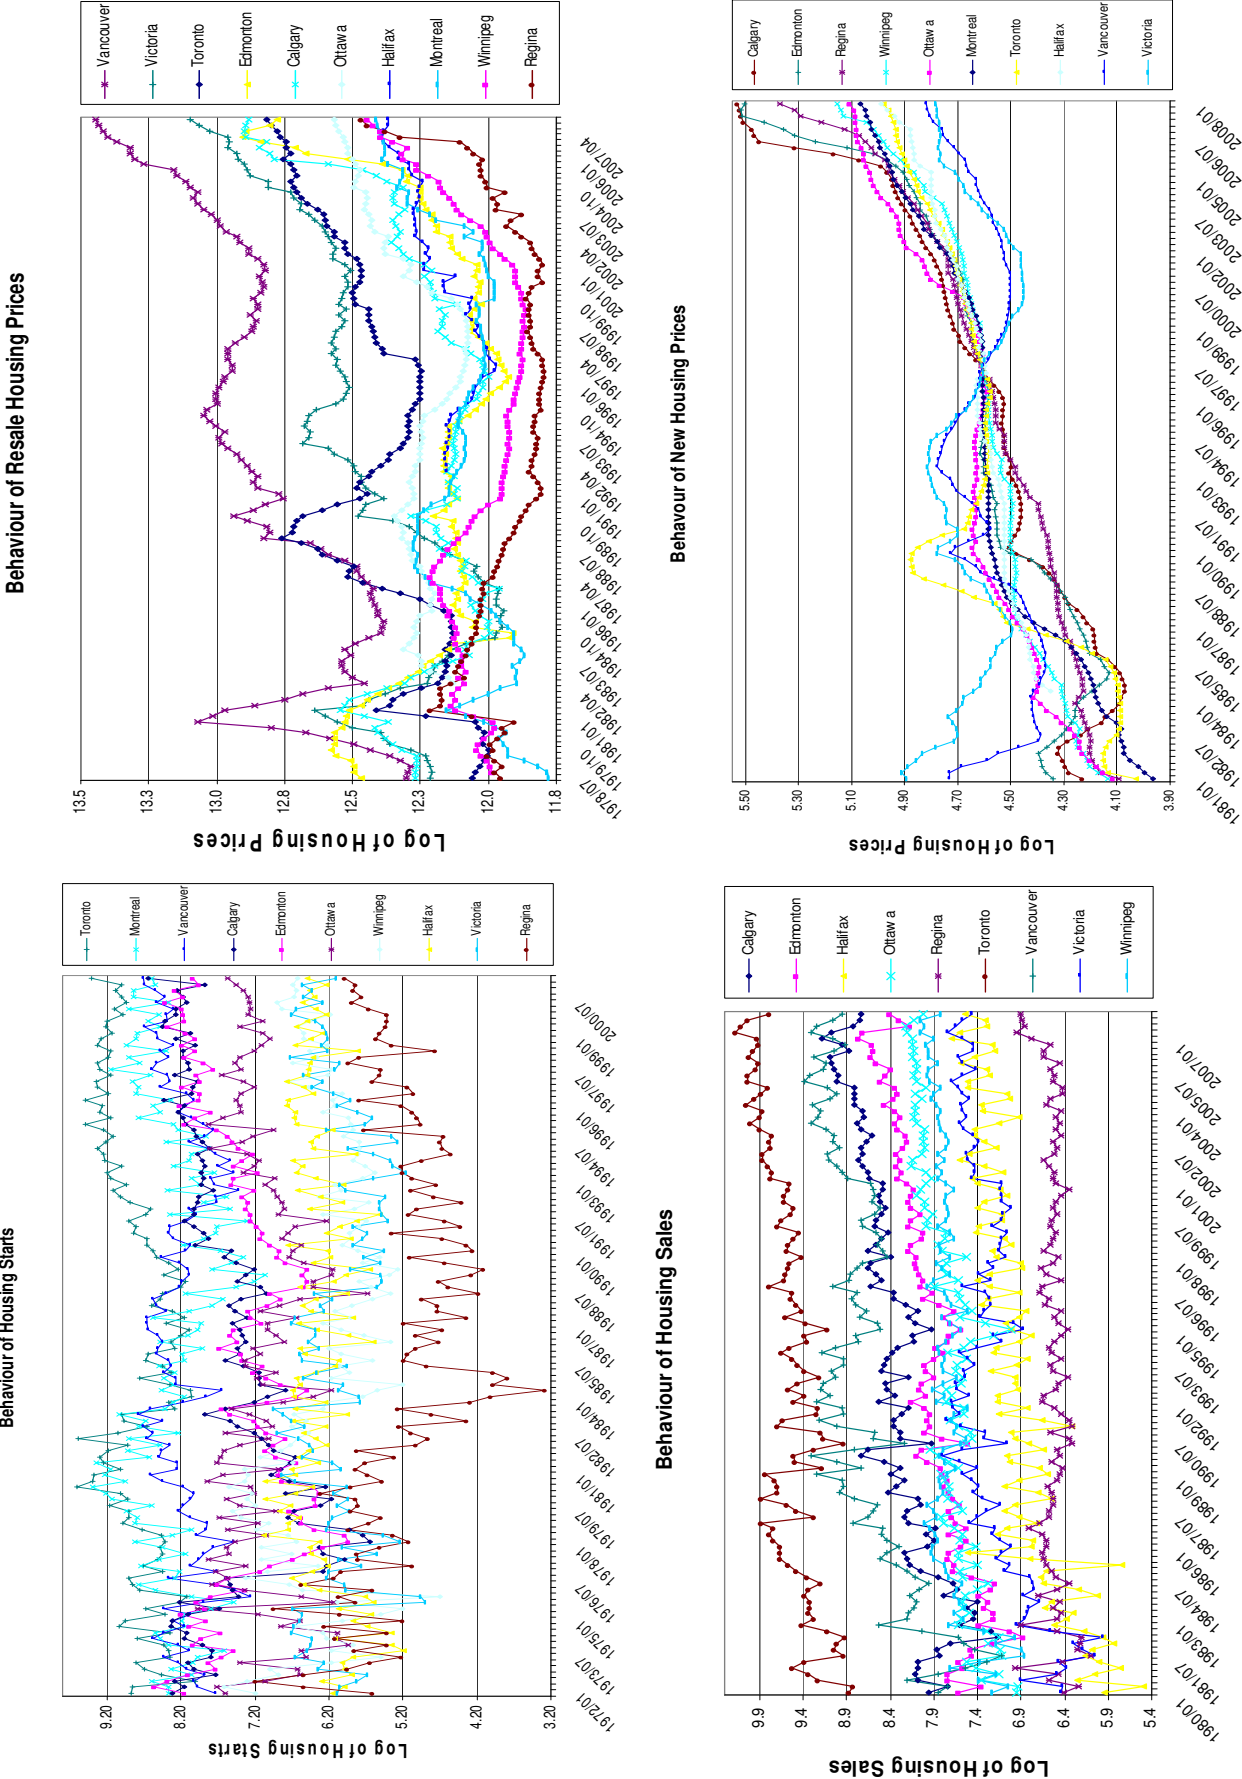 Behaviour of Housing Starts
Log of Housing Starts
9.20
8.20
7.20
6.20
5.20
4.20
3.20
1972/01
1973/07
1975/01
1976/07
1978/01
1979/07
1981/01
1982/07
1984/01
1985/07
1987/01
1988/07
1990/01
1991/07
1993/01
1994/07
1996/01
1997/07
1999/01
2000/07
Toronto
Montreal
Vancouver
Calgary
Edmonton
Ottawa
Winnipeg
Halifax
Victoria
Regina
Behaviour of Resale Housing Prices
Log of Housing Prices
13.5
13.3
13.0
12.8
12.5
12.3
12.0
11.8
1978/07
1979/10
1981/01
1982/04
1983/07
1984/10
1986/01
1987/04
1988/07
1989/10
1991/01
1992/04
1993/07
1994/10
1996/01
1997/04
1998/07
1999/10
2001/01
2002/04
2003/07
2004/10
2006/01
2007/04
Vancouver
Victoria
Toronto
Edmonton
Calgary
Ottawa
Halifax
Montreal
Winnipeg
Regina
Behaviour of Housing Sales
Log of Housing Sales
9.9
9.4
8.9
8.4
7.9
7.4
6.9
6.4
5.9
5.4
1980/01
1981/07
1983/01
1984/07
1986/01
1987/07
1989/01
1990/07
1992/01
1993/07
1995/01
1996/07
1998/01
1999/07
2001/01
2002/07
2004/01
2005/07
2007/01
Calgary
Edmonton
Halifax
Ottawa
Regina
Toronto
Vancouver
Victoria
Winnipeg
Behavour of New Housing Prices
Log of Housing Prices
5.50
5.30
5.10
4.90
4.70
4.50
4.30
4.10
3.90
1981/01
1982/07
1984/01
1985/07
1987/01
1988/07
1990/01
1991/07
1993/01
1994/07
1996/01
1997/07
1999/01
2000/07
2002/01
2003/07
2005/01
2006/07
2008/01
Calgary
Edmonton
Regina
Winnipeg
Ottawa
Montreal
Toronto
Halifax
Vancouver
Victoria